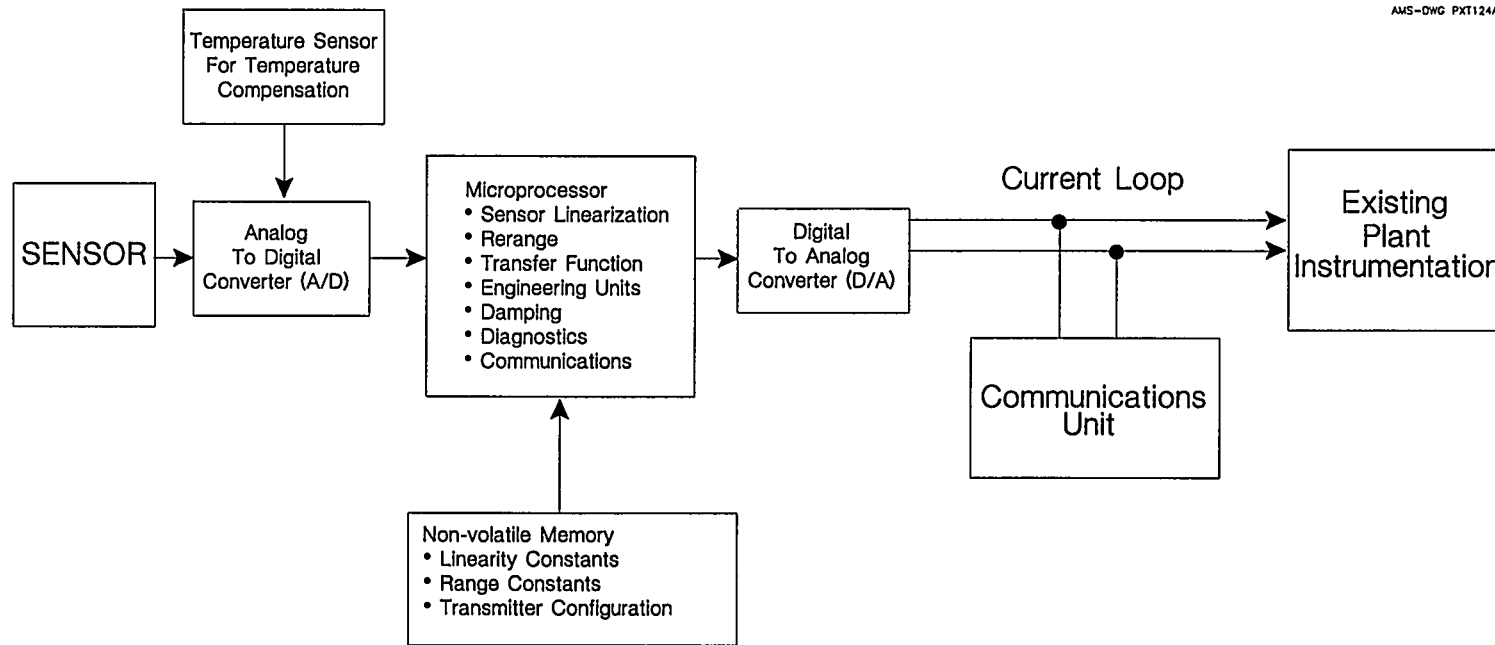 AMS-DWG PXT124A
Temperature Sensor
For Temperature
Compensation
SENSOR
Analog
To Digital
Converter (A/D)
Microprocessor
• Sensor Linearization
• Rerange
• Transfer Function
• Engineering Units
• Damping
• Diagnostics
• Communications
Digital
To Analog
Converter (D/A)
Current Loop
Existing
Plant
Instrumentation
Communications
Unit
Non-volatile Memory
• Linearity Constants
• Range Constants
• Transmitter Configuration